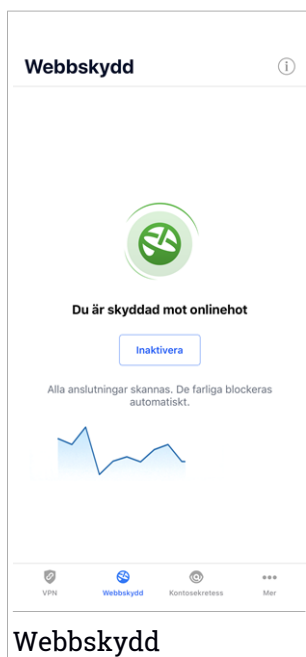 Webbskydd
Du är skyddad mot onlinehot
Inaktivera
Alla anslutningar skannas. De farliga blockeras
automatiskt.
VPN
Webbskydd
Kontosekretess
Mer
Webbskydd